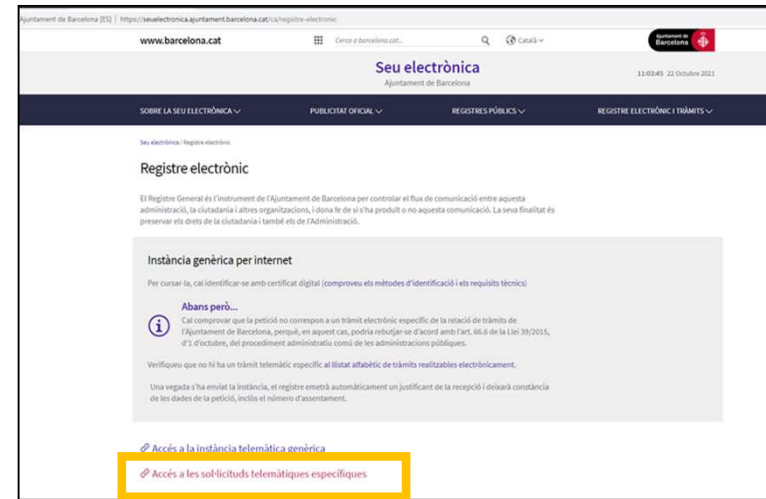 Ajuntament de Barcelona [ES] | https://seuelectronica.ajuntament.barcelona.cat/ca/registre-electronic
www.barcelona.cat Cerca a barcelona.cat... Català
Ajuntament de
Barcelona
Seu electrònica
Ajuntament de Barcelona
11:03:45 22 Octubre 2021
SOBRE LA SEU ELECTRÒNICA PUBLICITAT OFICIAL REGISTRES PÚBLICS REGISTRE ELECTRÒNIC I TRÀMITS
Seu electrònica / Registre electrònic
Registre electrònic
El Registre General és l'instrument de l'Ajuntament de Barcelona per controlar el flux de comunicació entre aquesta
administració, la ciutadania i altres organitzacions, i dona fe de si s'ha produït o no aquesta comunicació. La seva finalitat és
preservar els drets de la ciutadania i també els de l'Administració.
Instància genèrica per internet
Per cursar-la, cal identificar-se amb certificat digital (comproveu els mètodes d'identificació i els requisits tècnics)
Abans però...
Cal comprovar que la petició no correspon a un tràmit electrònic específic de la relació de tràmits de
l'Ajuntament de Barcelona, perquè, en aquest cas, podria rebutjar-se d'acord amb l'art. 66.6 de la Llei 39/2015,
d'1 d'octubre, del procediment administratiu comú de les administracions públiques.
Verifiqueu que no hi ha un tràmit telemàtic específic al llistat alfabètic de tràmits realitzables electrònicament.
Una vegada s'ha enviat la instància, el registre emetrà automàticament un justificant de la recepció i deixarà constància
de les dades de la petició, inclòs el número d'assentament.
Accés a la instància telemàtica genèrica
Accés a les sol·licituds telemàtiques específiques